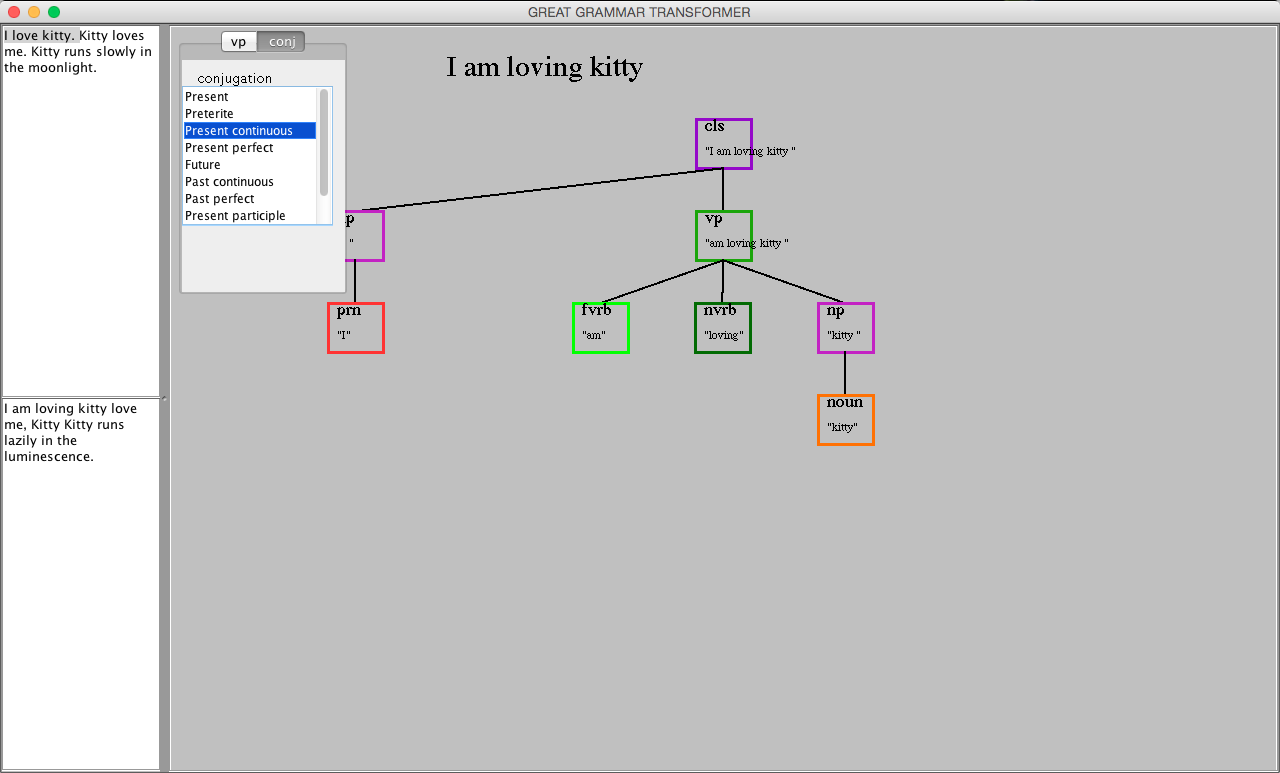 GREAT GRAMMAR TRANSFORMER
I love kitty. Kitty loves
me. Kitty runs slowly in
the moonlight.
I am loving kitty love
me, Kitty Kitty runs
lazily in the
luminescence.
vp
conj
conjugation
Present
Preterite
Present continuous
Present perfect
Future
Past continuous
Past perfect
Present participle
I am loving kitty
cls
"I am loving kitty "
p
"
vp
"am loving kitty "
prn
"I"
fvrb
"am"
nvrb
"loving"
np
"kitty "
noun
"kitty"